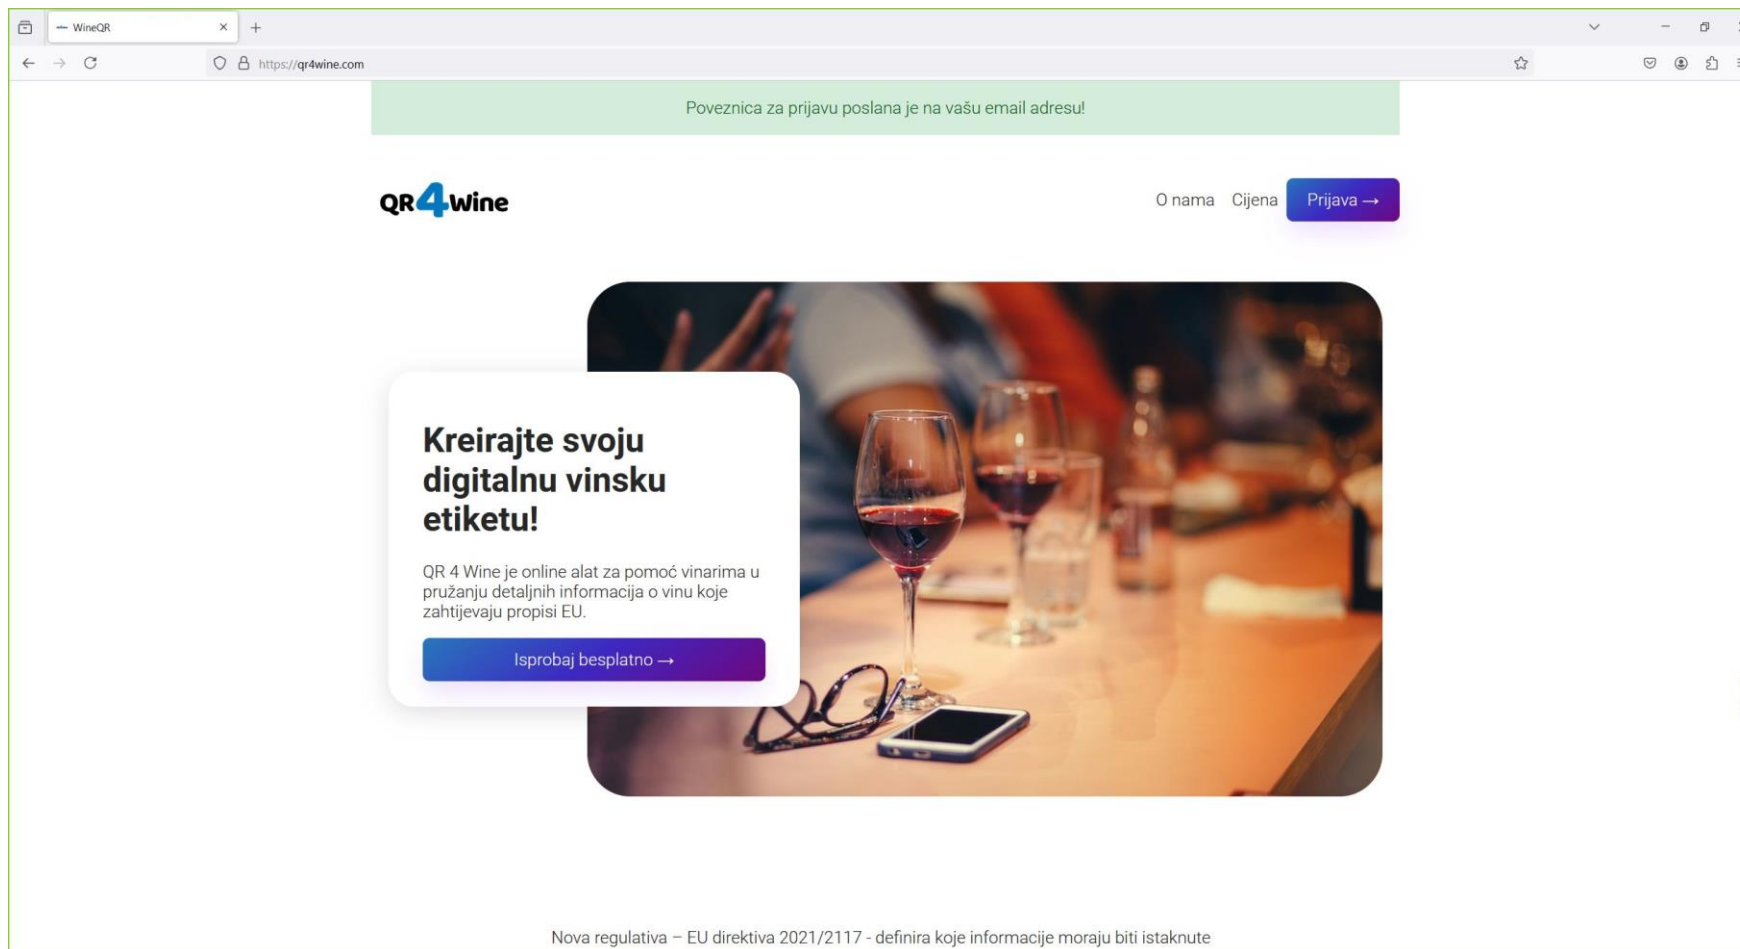 WineQR
https://qr4wine.com
Poveznica za prijavu poslana je na vašu email adresu!
QR4Wine
O nama Cijena Prijava →
Kreirajte svoju
digitalnu vinsku
etiketu!
QR 4 Wine je online alat za pomoć vinarima u
pružanju detaljnih informacija o vinu koje
zahtijevaju propisi EU.
Isprobaj besplatno →
Nova regulativa – EU direktiva 2021/2117 - definira koje informacije moraju biti istaknute